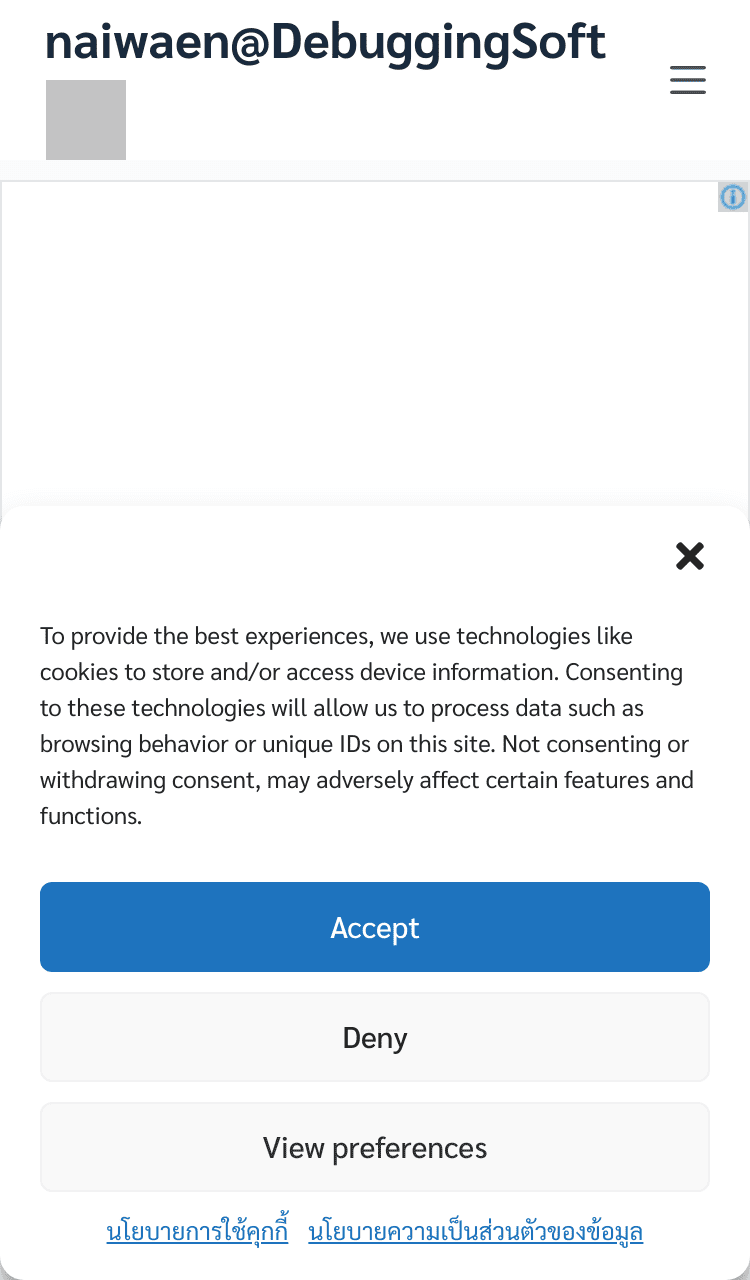 naiwaen@DebuggingSoft
To provide the best experiences, we use technologies like
cookies to store and/or access device information. Consenting
to these technologies will allow us to process data such as
browsing behavior or unique IDs on this site. Not consenting or
withdrawing consent, may adversely affect certain features and
functions.
Accept
Deny
View preferences
นโยบายการใช้คุกกี้ นโยบายความเป็นส่วนตัวของข้อมูล